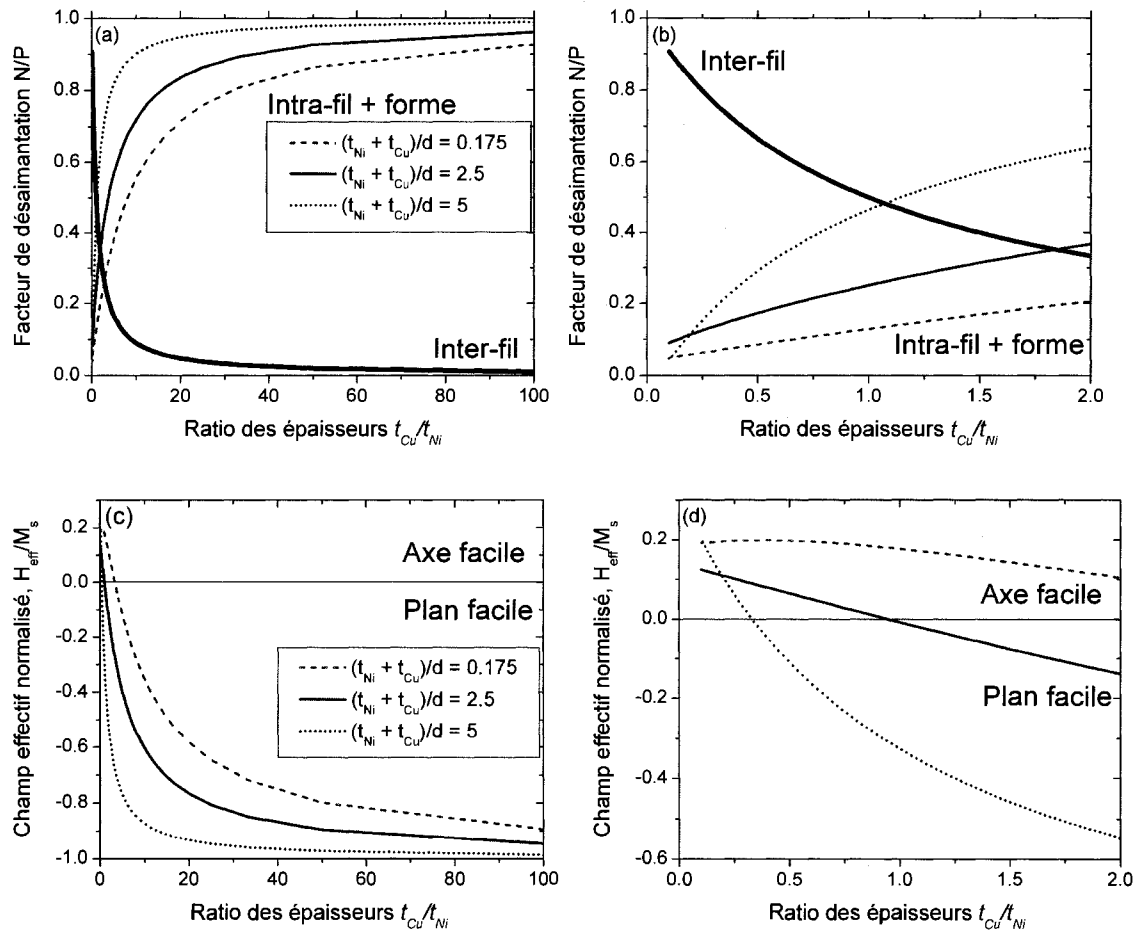 (a)
Facteur de désaimantation N/P
1.0
0.8
0.6
0.4
0.2
0.0
Intra-fil + forme
(t_Ni + t_Cu)/d = 0.175
(t_Ni + t_Cu)/d = 2.5
(t_Ni + t_Cu)/d = 5
Inter-fil
0 20 40 60 80 100
Ratio des épaisseurs t_Cu/t_Ni
(b)
Facteur de désaimantation N/P
1.0
0.8
0.6
0.4
0.2
0.0
Inter-fil
Intra-fil + forme
0.0 0.5 1.0 1.5 2.0
Ratio des épaisseurs t_Cu/t_Ni
(c)
Champ effectif normalisé, H_eff/M_s
0.2
0.0
-0.2
-0.4
-0.6
-0.8
-1.0
Axe facile
Plan facile
(t_Ni + t_Cu)/d = 0.175
(t_Ni + t_Cu)/d = 2.5
(t_Ni + t_Cu)/d = 5
0 20 40 60 80 100
Ratio des épaisseurs t_Cu/t_Ni
(d)
Champ effectif normalisé, H_eff/M_s
0.2
0.0
-0.2
-0.4
-0.6
Axe facile
Plan facile
0.0 0.5 1.0 1.5 2.0
Ratio des épaisseurs t_Cu/t_Ni